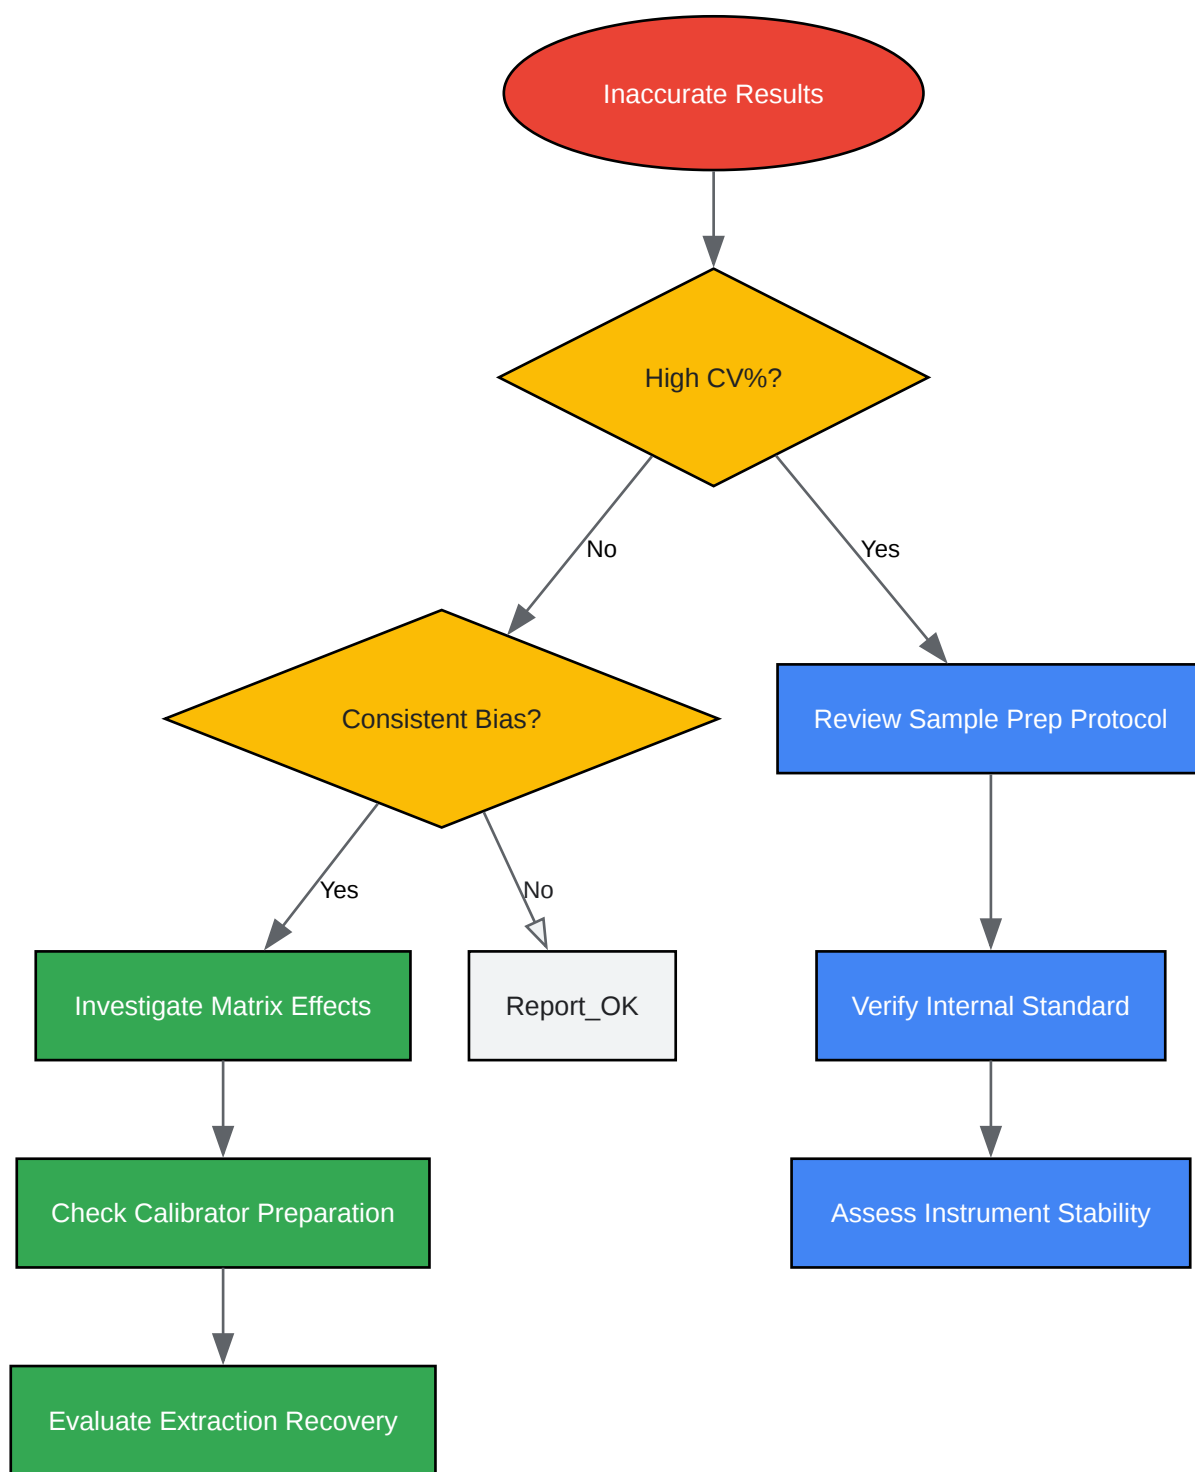 Inaccurate Results
High CV%?
No
Yes
Consistent Bias?
Review Sample Prep Protocol
Yes
No
Investigate Matrix Effects
Report_OK
Verify Internal Standard
Check Calibrator Preparation
Assess Instrument Stability
Evaluate Extraction Recovery